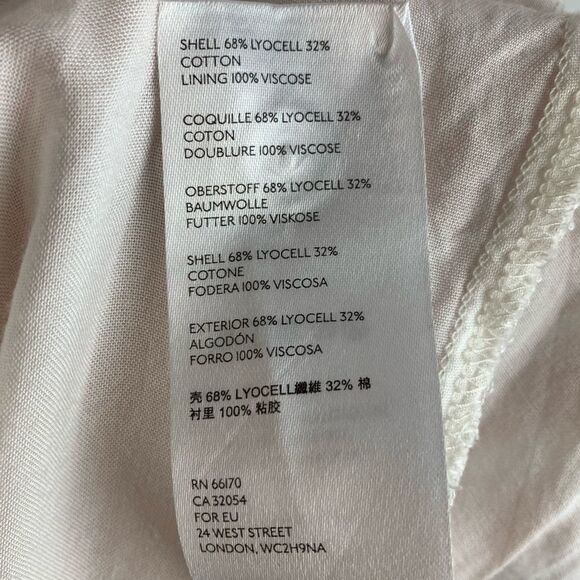 SHELL 68% LYOCELL 32%
COTTON
LINING 100% VISCOSE
COQUILLE 68% LYOCELL 32%
COTON
DOUBLURE 100% VISCOSE
OBERSTOFF 68% LYOCELL 32%
BAUMWOLLE
FUTTER 100% VISKOSE
SHELL 68% LYOCELL 32%
COTONE
FODERA 100% VISCOSA
EXTERIOR 68% LYOCELL 32%
ALGODÓN
FORRO 100% VISCOSA
壳 68% LYOCELL纖維 32% 棉
衬里 100% 粘胶
RN 66170
CA 32054
FOR EU
24 WEST STREET
LONDON, WC2H9NA